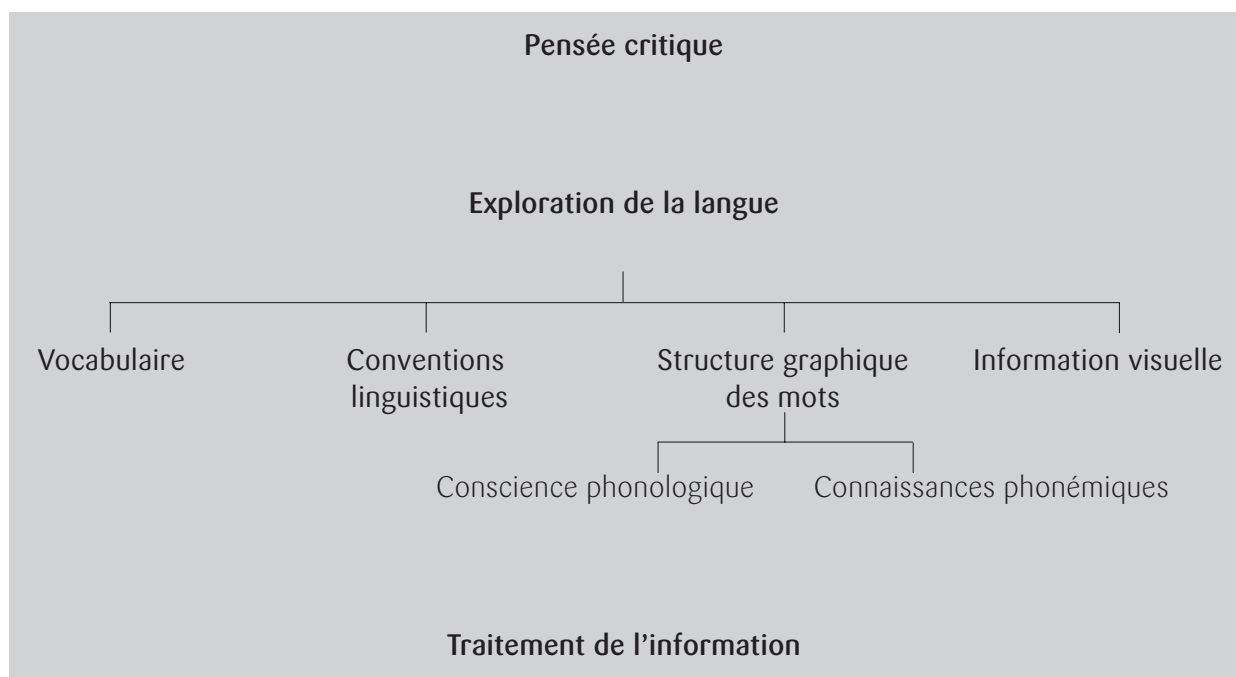 Pensée critique
Exploration de la langue
Vocabulaire
Conventions
linguistiques
Structure graphique
des mots
Information visuelle
Conscience phonologique
Connaissances phonémiques
Traitement de l'information